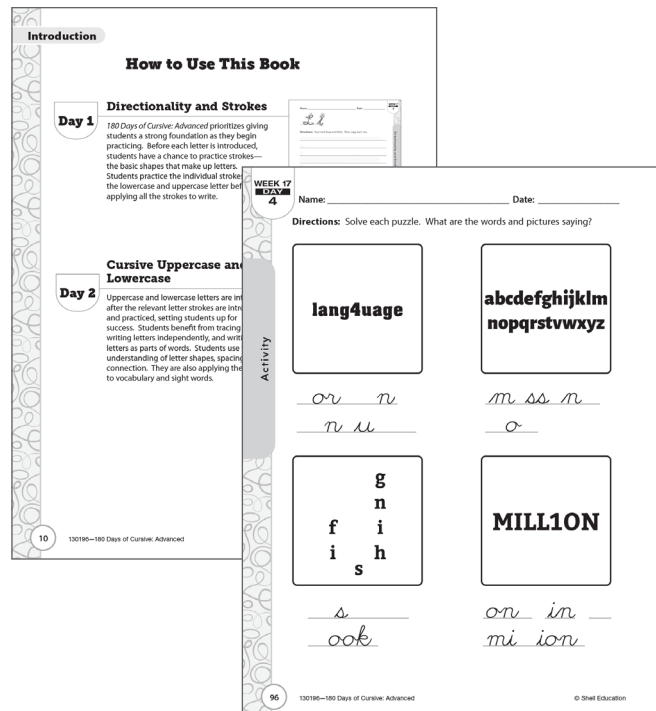 Introduction
How to Use This Book
Day 1
Directionality and Strokes
180 Days of Cursive: Advanced prioritizes giving
students a strong foundation as they begin
practicing. Before each letter is introduced,
students have a chance to practice strokes—
the basic shapes that make up letters.
Students practice the individual strokes
the lowercase and uppercase letter bef
applying all the strokes to write.
L l
Day 2
Cursive Uppercase and
Lowercase
Uppercase and lowercase letters are int
after the relevant letter strokes are intr
and practiced, setting students up for
success. Students benefit from tracing
writing letters independently, and writi
letters as parts of words. Students use
understanding of letter shapes, spacing
connection. They are also applying the
to vocabulary and sight words.
10
130196—180 Days of Cursive: Advanced
WEEK 17
DAY
4
Name: Date:
Directions: Solve each puzzle. What are the words and pictures saying?
Activity
lang4uage
or n
n u
abcdefghijklm
nopqrstvwxyz
m ss n
o
g
n
f i
i h
s
s
ook
MILL1ON
on in
mi ion
96
130196—180 Days of Cursive: Advanced
© Shell Education